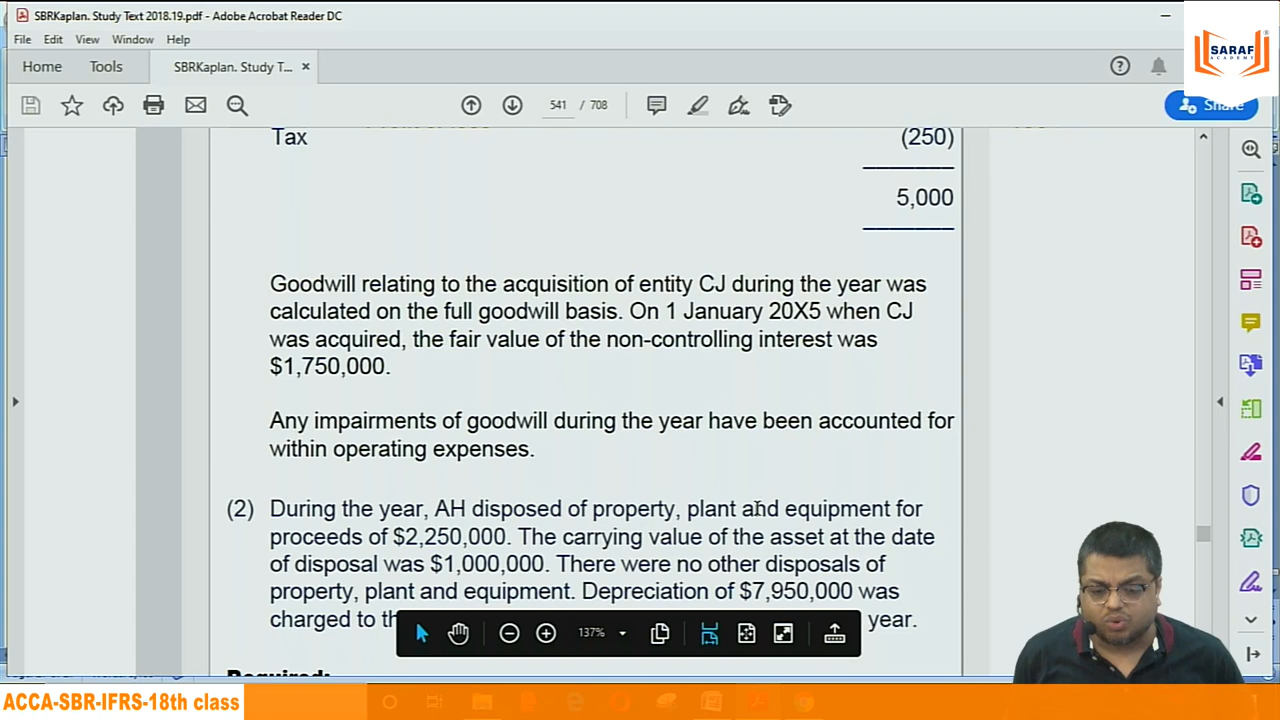 SBRKaplan. Study Text 2018.19.pdf - Adobe Acrobat Reader DC
File Edit View Window Help
Home Tools SBRKaplan. Study T... ×
541 / 708
Share
SARAF
ACADEMY
Tax (250)
5,000
Goodwill relating to the acquisition of entity CJ during the year was
calculated on the full goodwill basis. On 1 January 20X5 when CJ
was acquired, the fair value of the non-controlling interest was
$1,750,000.
Any impairments of goodwill during the year have been accounted for
within operating expenses.
(2) During the year, AH disposed of property, plant and equipment for
proceeds of $2,250,000. The carrying value of the asset at the date
of disposal was $1,000,000. There were no other disposals of
property, plant and equipment. Depreciation of $7,950,000 was
charged to year.
137%
Required:
ACCA-SBR-IFRS-18th class